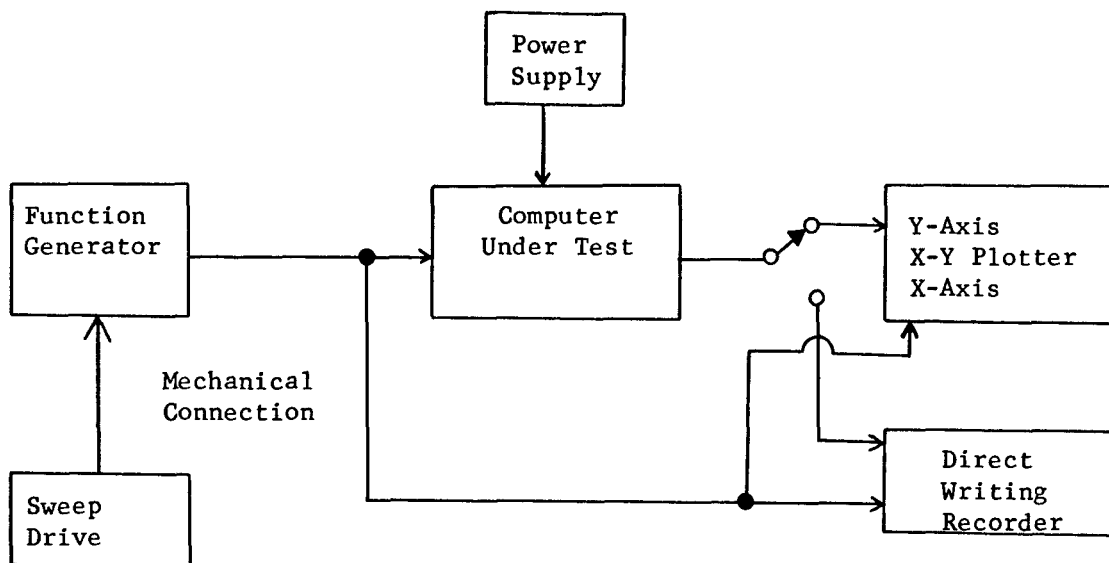 Power
Supply
Function
Generator
Computer
Under Test
Y-Axis
X-Y Plotter
X-Axis
Mechanical
Connection
Sweep
Drive
Direct
Writing
Recorder